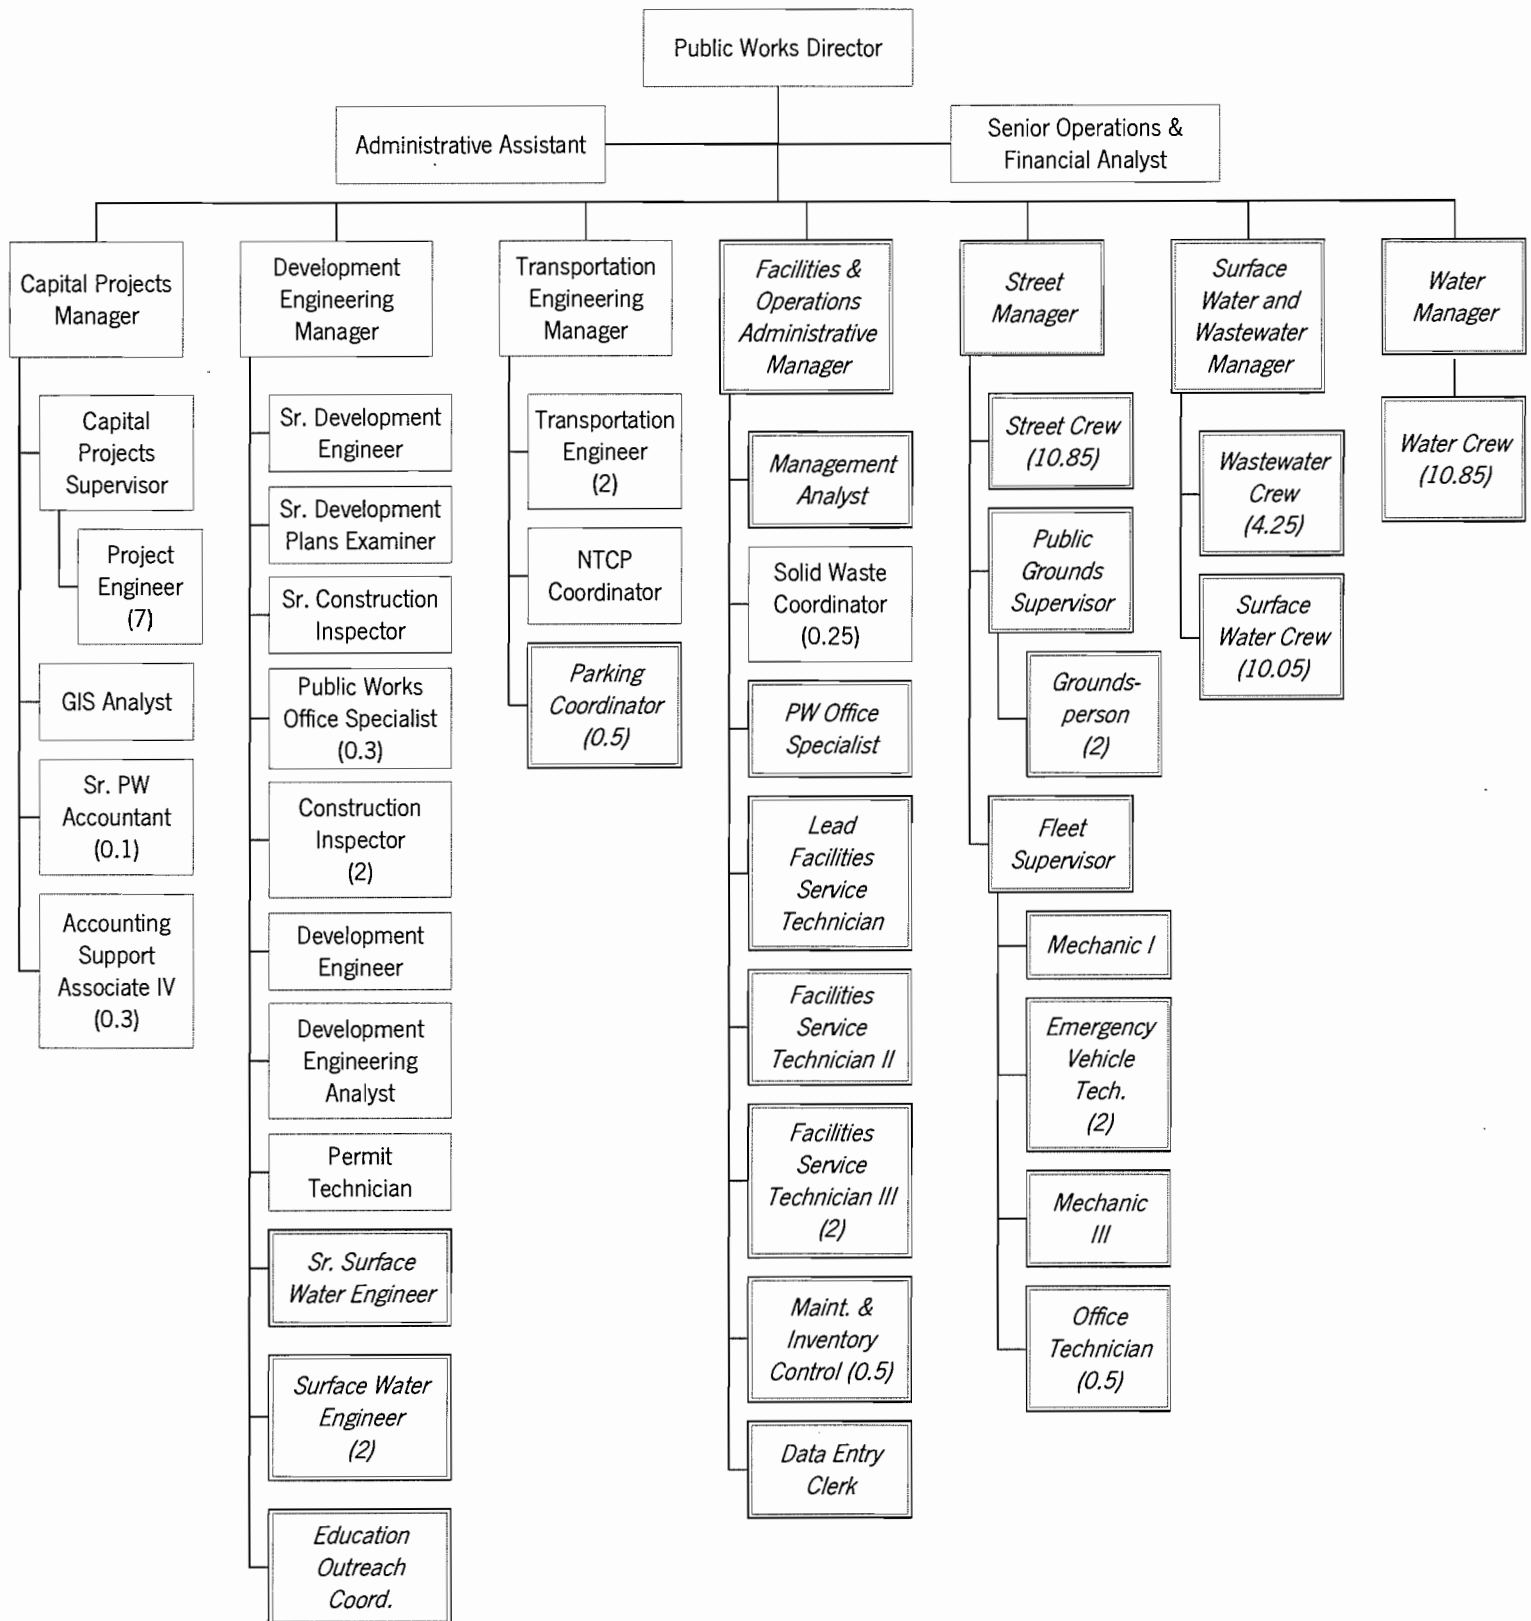 Public Works Director
Administrative Assistant
Senior Operations &
Financial Analyst
Capital Projects
Manager
Capital
Projects
Supervisor
Project
Engineer
(7)
GIS Analyst
Sr. PW
Accountant
(0.1)
Accounting
Support
Associate IV
(0.3)
Development
Engineering
Manager
Sr. Development
Engineer
Sr. Development
Plans Examiner
Sr. Construction
Inspector
Public Works
Office Specialist
(0.3)
Construction
Inspector
(2)
Development
Engineer
Development
Engineering
Analyst
Permit
Technician
Sr. Surface
Water Engineer
Surface Water
Engineer
(2)
Education
Outreach
Coord.
Transportation
Engineering
Manager
Transportation
Engineer
(2)
NTCP
Coordinator
Parking
Coordinator
(0.5)
Facilities &
Operations
Administrative
Manager
Management
Analyst
Solid Waste
Coordinator
(0.25)
PW Office
Specialist
Lead
Facilities
Service
Technician
Facilities
Service
Technician II
Facilities
Service
Technician III
(2)
Maint. &
Inventory
Control (0.5)
Data Entry
Clerk
Street
Manager
Street Crew
(10.85)
Public
Grounds
Supervisor
Grounds-
person
(2)
Fleet
Supervisor
Mechanic I
Emergency
Vehicle
Tech.
(2)
Mechanic
III
Office
Technician
(0.5)
Surface
Water and
Wastewater
Manager
Wastewater
Crew
(4.25)
Surface
Water Crew
(10.05)
Water
Manager
Water Crew
(10.85)